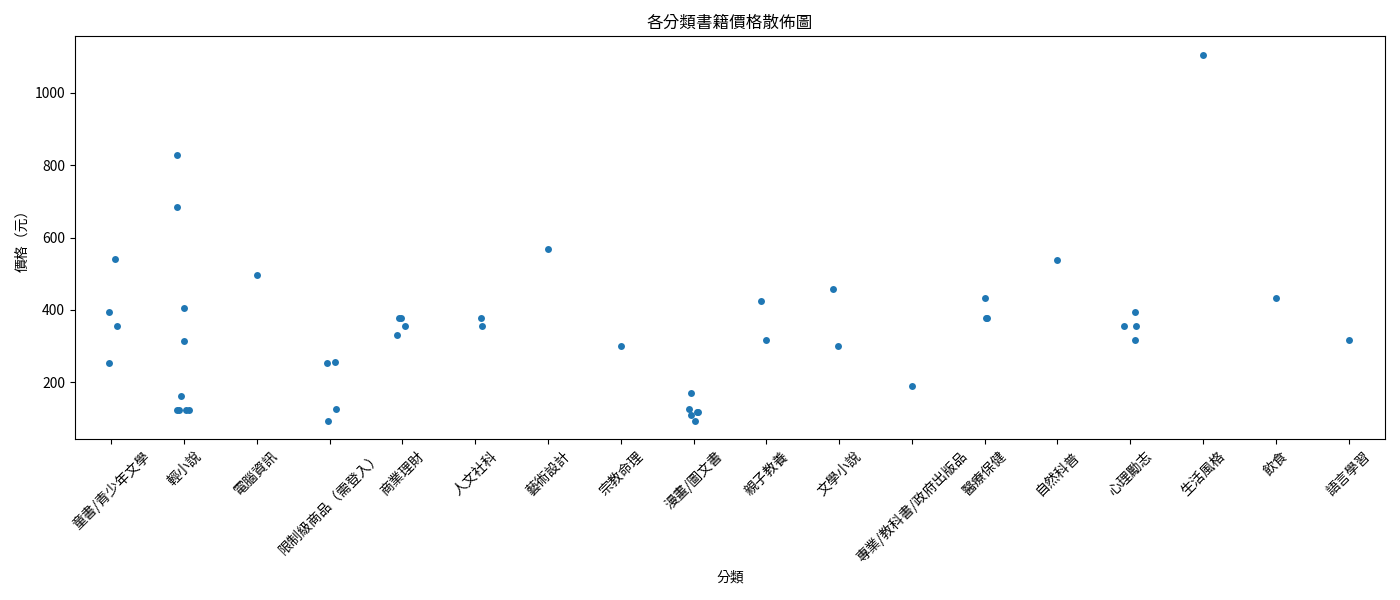 各分類書籍價格散佈圖
價格（元）
1000
800
600
400
200
童書/青少年文學
輕小說
電腦資訊
限制級商品（需登入）
商業理財
人文社科
藝術設計
宗教命理
漫畫/圖文書
親子教養
文學小說
專業/教科書/政府出版品
醫療保健
自然科普
心理勵志
生活風格
飲食
語言學習
分類